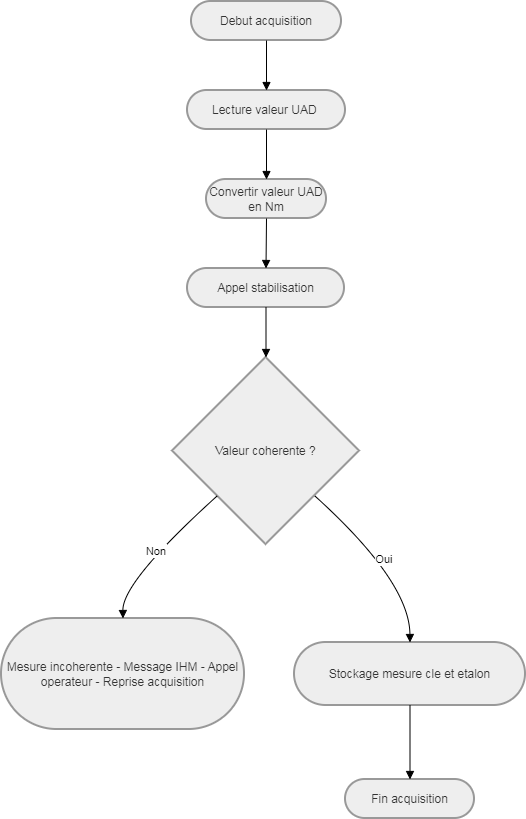 Debut acquisition
Lecture valeur UAD
Convertir valeur UAD
en Nm
Appel stabilisation
Valeur coherente ?
Non
Oui
Mesure incoherente - Message IHM - Appel
operateur - Reprise acquisition
Stockage mesure cle et etalon
Fin acquisition